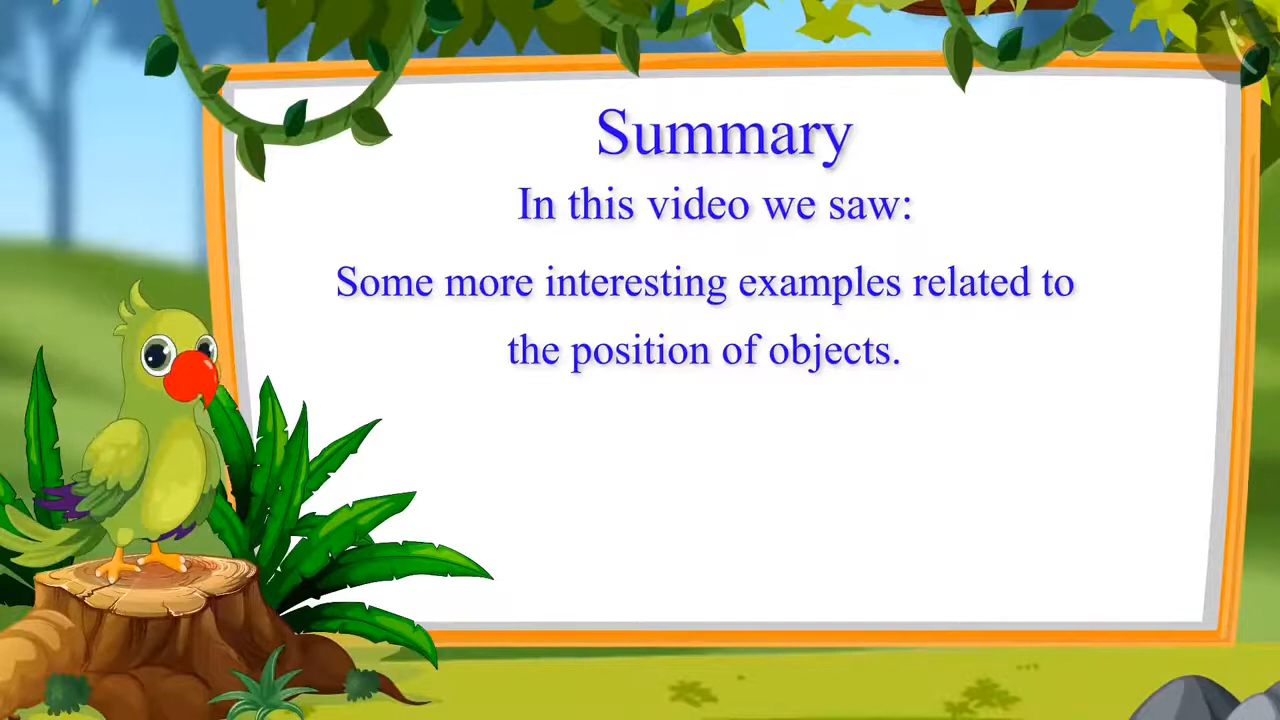 Summary
In this video we saw:
Some more interesting examples related to
the position of objects.